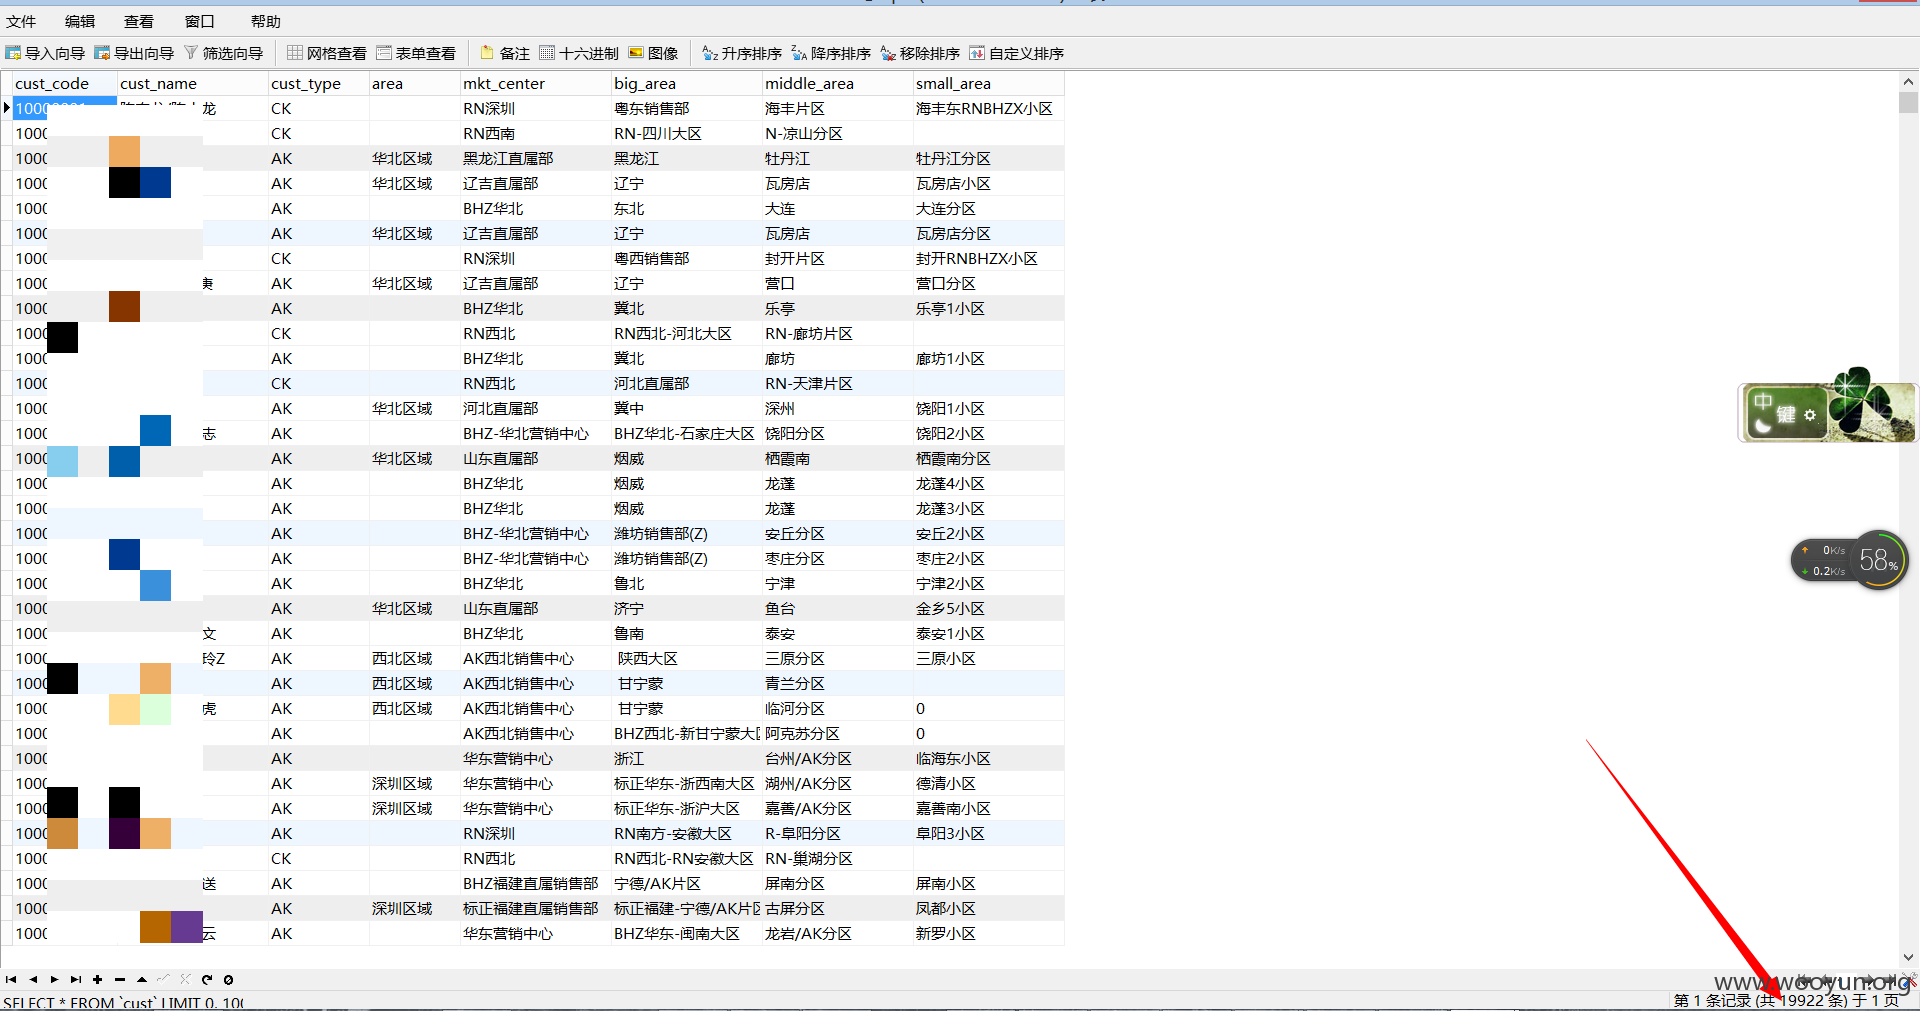 文件 编辑 查看 窗口 帮助
导入向导 导出向导 筛选向导 网格查看 表单查看 备注 十六进制 图像 升序排序 降序排序 移除排序 自定义排序
cust_code cust_name cust_type area mkt_center big_area middle_area small_area
龙 CK RN深圳 粤东销售部 海丰片区 海丰东RNBHZX小区
1000 CK RN西南 RN-四川大区 N-凉山分区
1000 AK 华北区域 黑龙江直属部 黑龙江 牡丹江 牡丹江分区
1000 AK 华北区域 辽吉直属部 辽宁 瓦房店 瓦房店小区
1000 AK BHZ华北 东北 大连 大连分区
1000 AK 华北区域 辽吉直属部 辽宁 瓦房店 瓦房店分区
1000 CK RN深圳 粤西销售部 封开片区 封开RNBHZX小区
1000 AK 华北区域 辽吉直属部 辽宁 营口 营口分区
1000 AK BHZ华北 冀北 乐亭 乐亭1小区
1000 CK RN西北 RN西北-河北大区 RN-廊坊片区
1000 AK BHZ华北 冀北 廊坊 廊坊1小区
1000 CK RN西北 河北直属部 RN-天津片区
1000 AK 华北区域 河北直属部 冀中 深州 饶阳1小区
1000 志 AK BHZ-华北营销中心 BHZ华北-石家庄大区 饶阳分区 饶阳2小区
1000 AK 华北区域 山东直属部 烟威 栖霞南 栖霞南分区
1000 AK BHZ华北 烟威 龙蓬 龙蓬4小区
1000 AK BHZ华北 烟威 龙蓬 龙蓬3小区
1000 AK BHZ-华北营销中心 潍坊销售部(Z) 安丘分区 安丘2小区
1000 AK BHZ-华北营销中心 潍坊销售部(Z) 枣庄分区 枣庄2小区
1000 AK BHZ华北 鲁北 宁津 宁津2小区
1000 AK 华北区域 山东直属部 济宁 鱼台 金乡5小区
1000 文 AK BHZ华北 鲁南 泰安 泰安1小区
1000 玲Z AK 西北区域 AK西北销售中心 陕西大区 三原分区 三原小区
1000 AK 西北区域 AK西北销售中心 甘宁蒙 青兰分区
1000 虎 AK 西北区域 AK西北销售中心 甘宁蒙 临河分区 0
1000 AK AK西北销售中心 BHZ西北-新甘宁蒙大区 阿克苏分区 0
1000 AK 华东营销中心 浙江 台州/AK分区 临海东小区
1000 AK 深圳区域 华东营销中心 标正华东-浙西南大区 湖州/AK分区 德清小区
1000 AK 深圳区域 华东营销中心 标正华东-浙沪大区 嘉善/AK分区 嘉善南小区
1000 AK RN深圳 RN南方-安徽大区 R-阜阳分区 阜阳3小区
1000 CK RN西北 RN西北-RN安徽大区 RN-巢湖分区
1000 送 AK BHZ福建直属销售部 宁德/AK片区 屏南分区 屏南小区
1000 AK 深圳区域 标正福建直属销售部 标正福建-宁德/AK片区 古屏分区 凤都小区
1000 云 AK 华东营销中心 BHZ华东-闽南大区 龙岩/AK分区 新罗小区
中 键
0K/s
0.2K/s
58%
www.wooyun.org
SELECT * FROM `cust` LIMIT 0, 100
第 1 条记录 (共 19922 条) 于 1 页